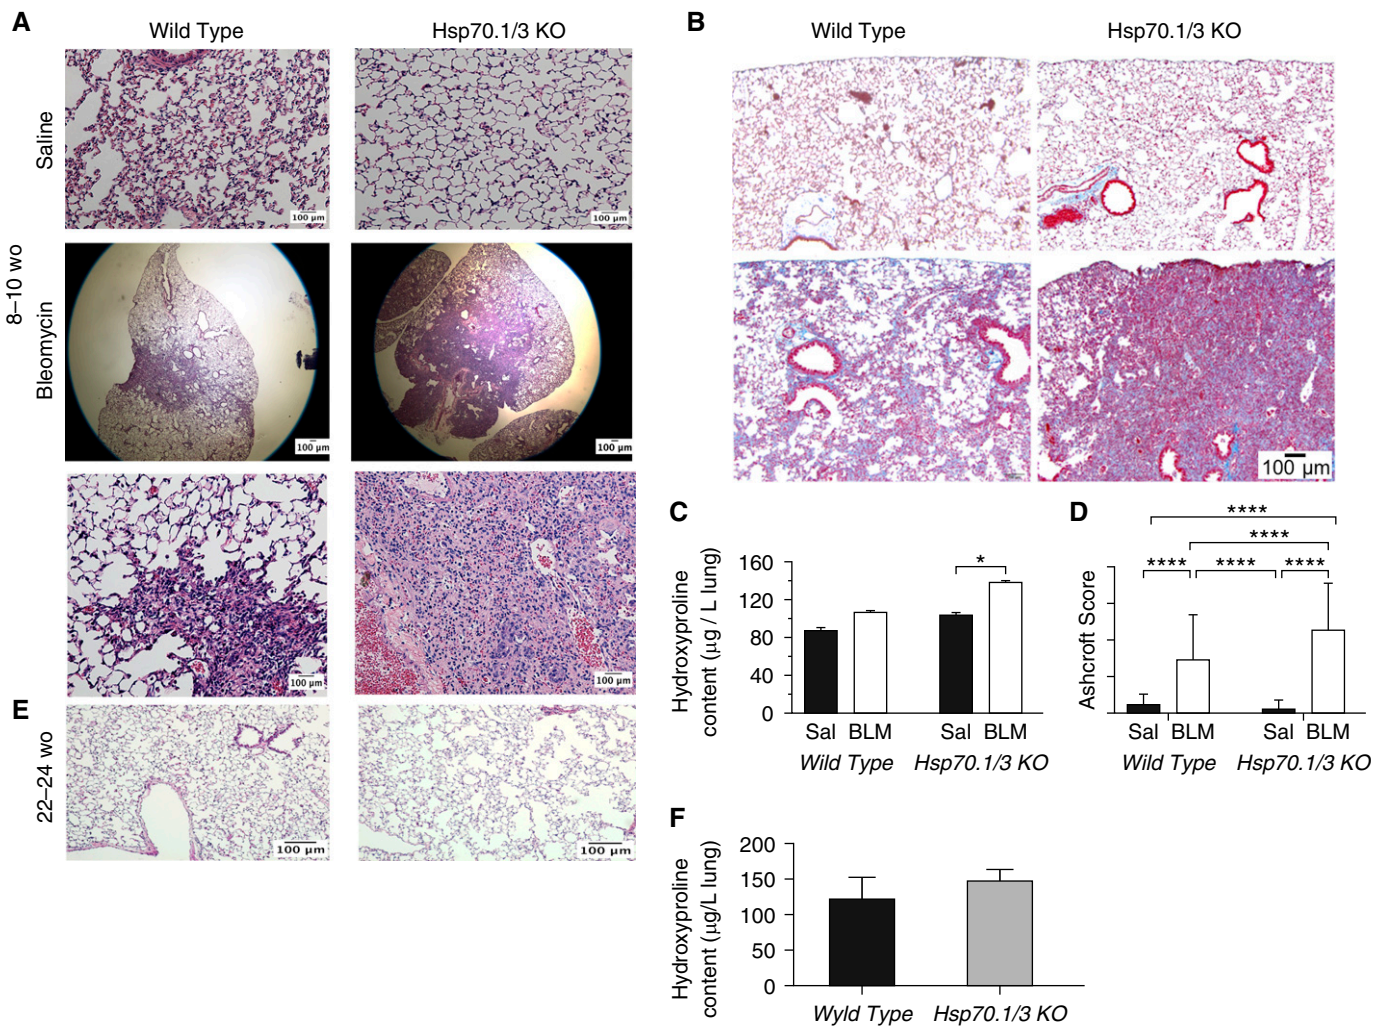 A
Wild Type
Hsp70.1/3 KO
Saline
100 µm
100 µm
8–10 wo
Bleomycin
100 µm
100 µm
100 µm
100 µm
E
22–24 wo
100 µm
100 µm
B
Wild Type
Hsp70.1/3 KO
100 µm
C
Hydroxyproline
content (µg / L lung)
160
120
80
40
0
*
Sal BLM
Sal BLM
Wild Type
Hsp70.1/3 KO
D
Ashcroft Score
****
****
**** **** ****
Sal BLM
Sal BLM
Wild Type
Hsp70.1/3 KO
F
Hydroxyproline
content (µg/L lung)
200
150
100
50
0
Wyld Type
Hsp70.1/3 KO